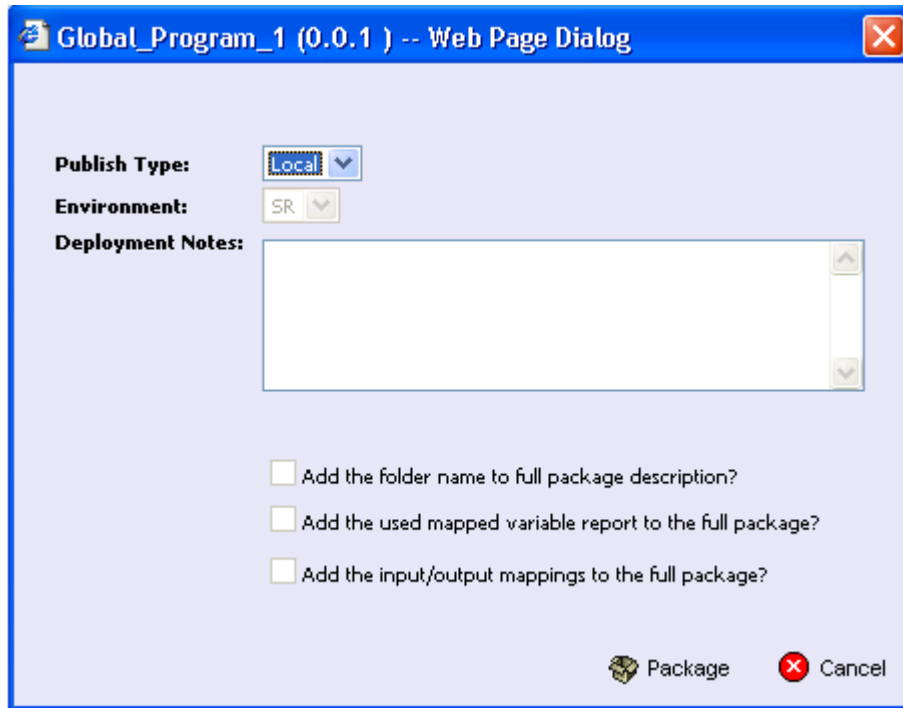 Global_Program_1 (0.0.1 ) -- Web Page Dialog
Publish Type: Local
Environment: SR
Deployment Notes:
Add the folder name to full package description?
Add the used mapped variable report to the full package?
Add the input/output mappings to the full package?
Package Cancel